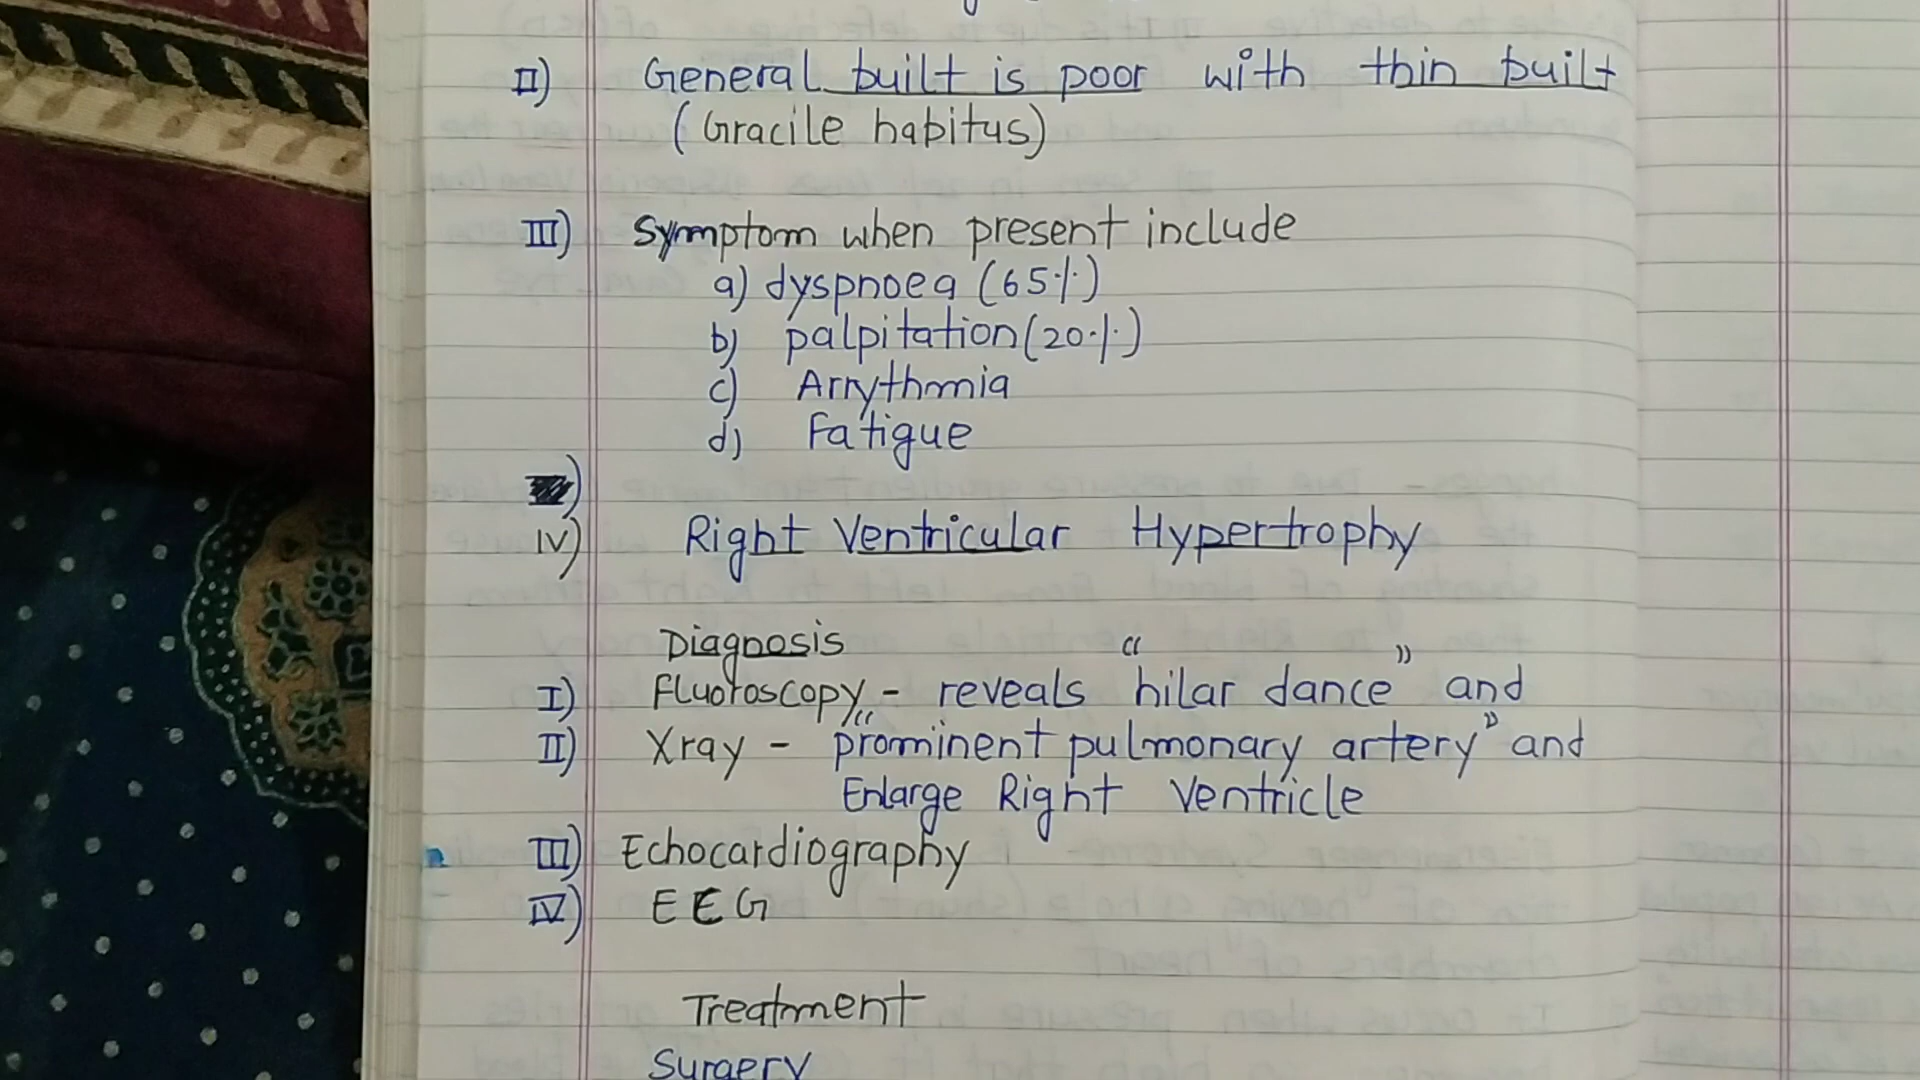 II) General built is poor with thin built
(Gracile habitus)
III) Symptom when present include
a) dyspnoea (65%)
b) palpitation (20%)
c) Arrythmia
d) Fatigue
)
IV) Right Ventricular Hypertrophy
Diagnosis
I) Fluoroscopy - reveals "hilar dance" and
II) Xray - "prominent pulmonary artery" and
Enlarge Right Ventricle
III) Echocardiography
IV) EEG
Treatment
Surgery